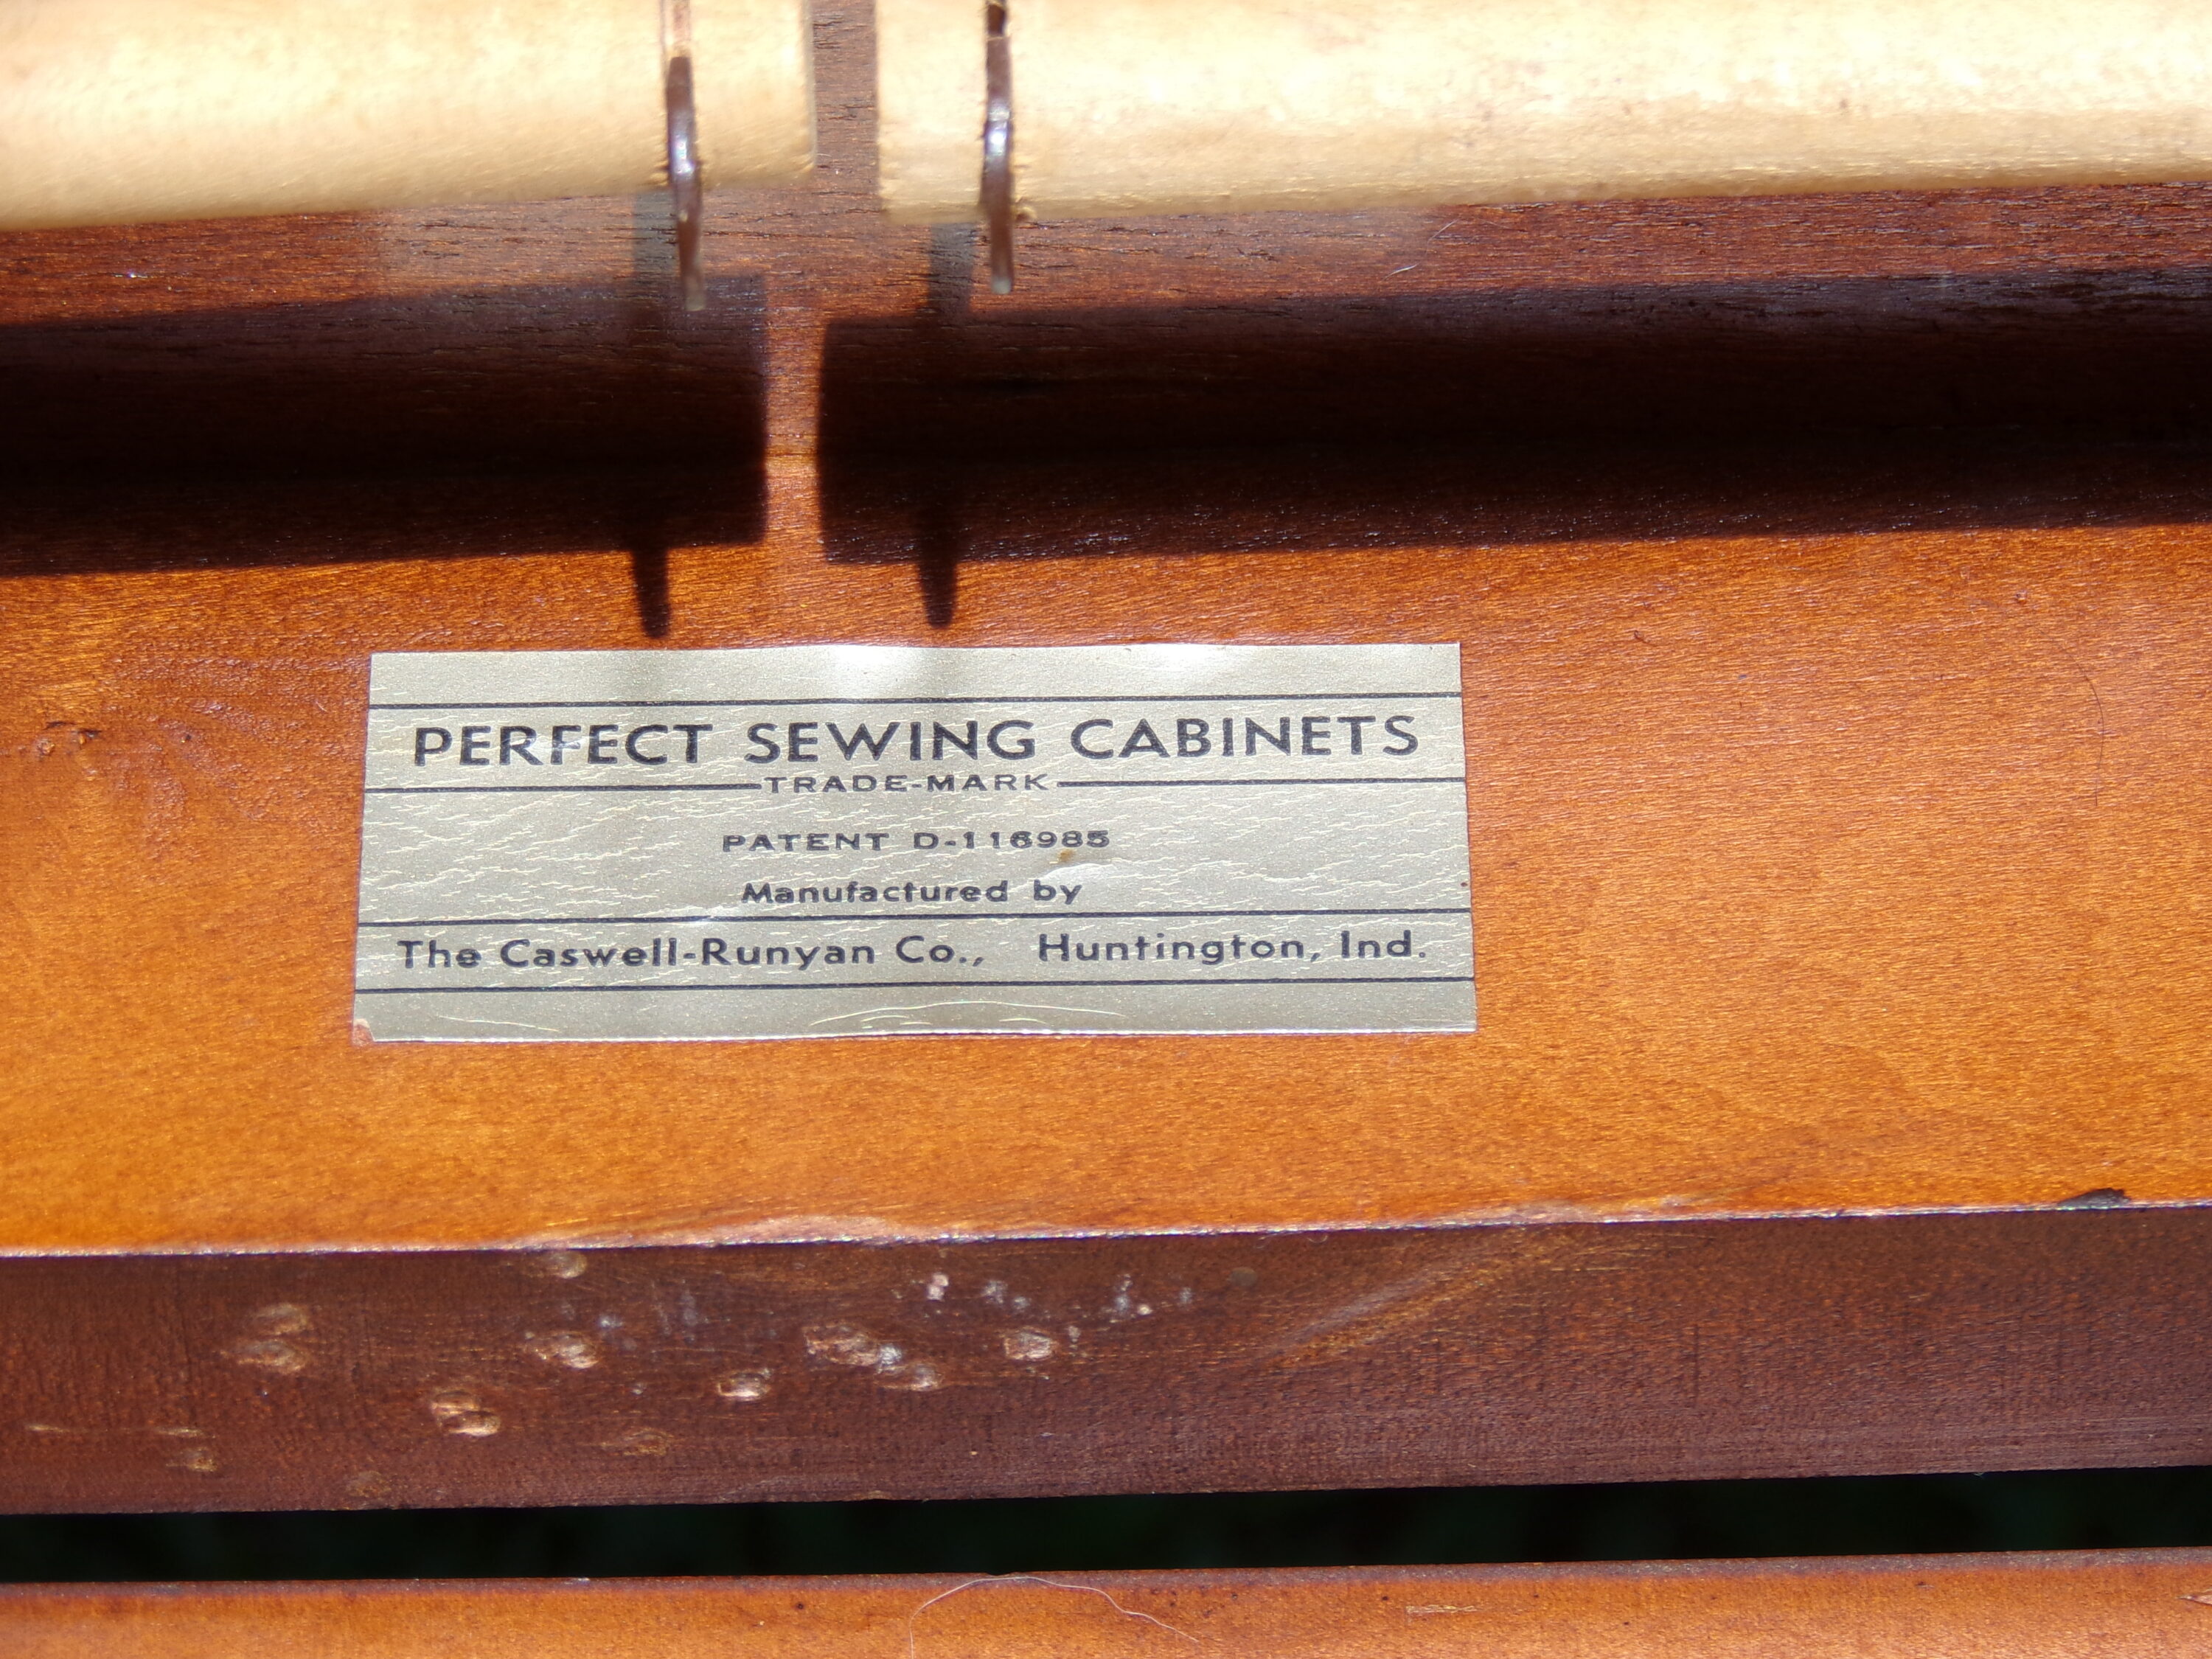 PERFECT SEWING CABINETS
TRADE-MARK
PATENT D-116985
Manufactured by
The Caswell-Runyan Co., Huntington, Ind.